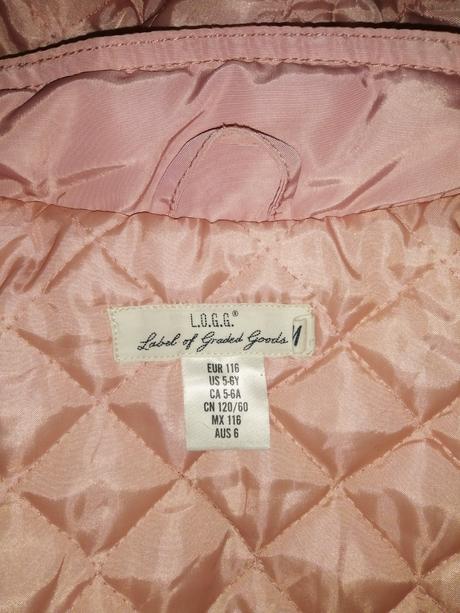 L.O.G.G.®
Label of Graded Goods
EUR 116
US 5-6Y
CA 5-6A
CN 120/60
MX 116
AUS 6